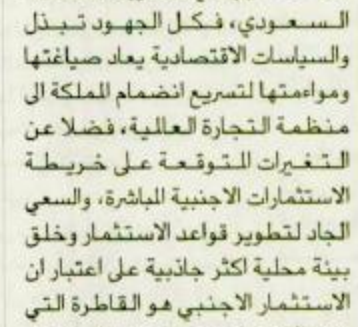 السعودي، فكل الجهود تبذل
والسياسات الاقتصادية يعاد صياغتها
ومواءمتها لتسريع انضمام المملكة الى
منظمة التجارة العالمية، فضلا عن
التغيرات المتوقعة على خريطة
الاستثمارات الاجنبية المباشرة، والسعي
الجاد لتطوير قواعد الاستثمار وخلق
بيئة محلية اكثر جاذبية على اعتبار ان
الاستثمار الاجنبي هو القاطرة التي